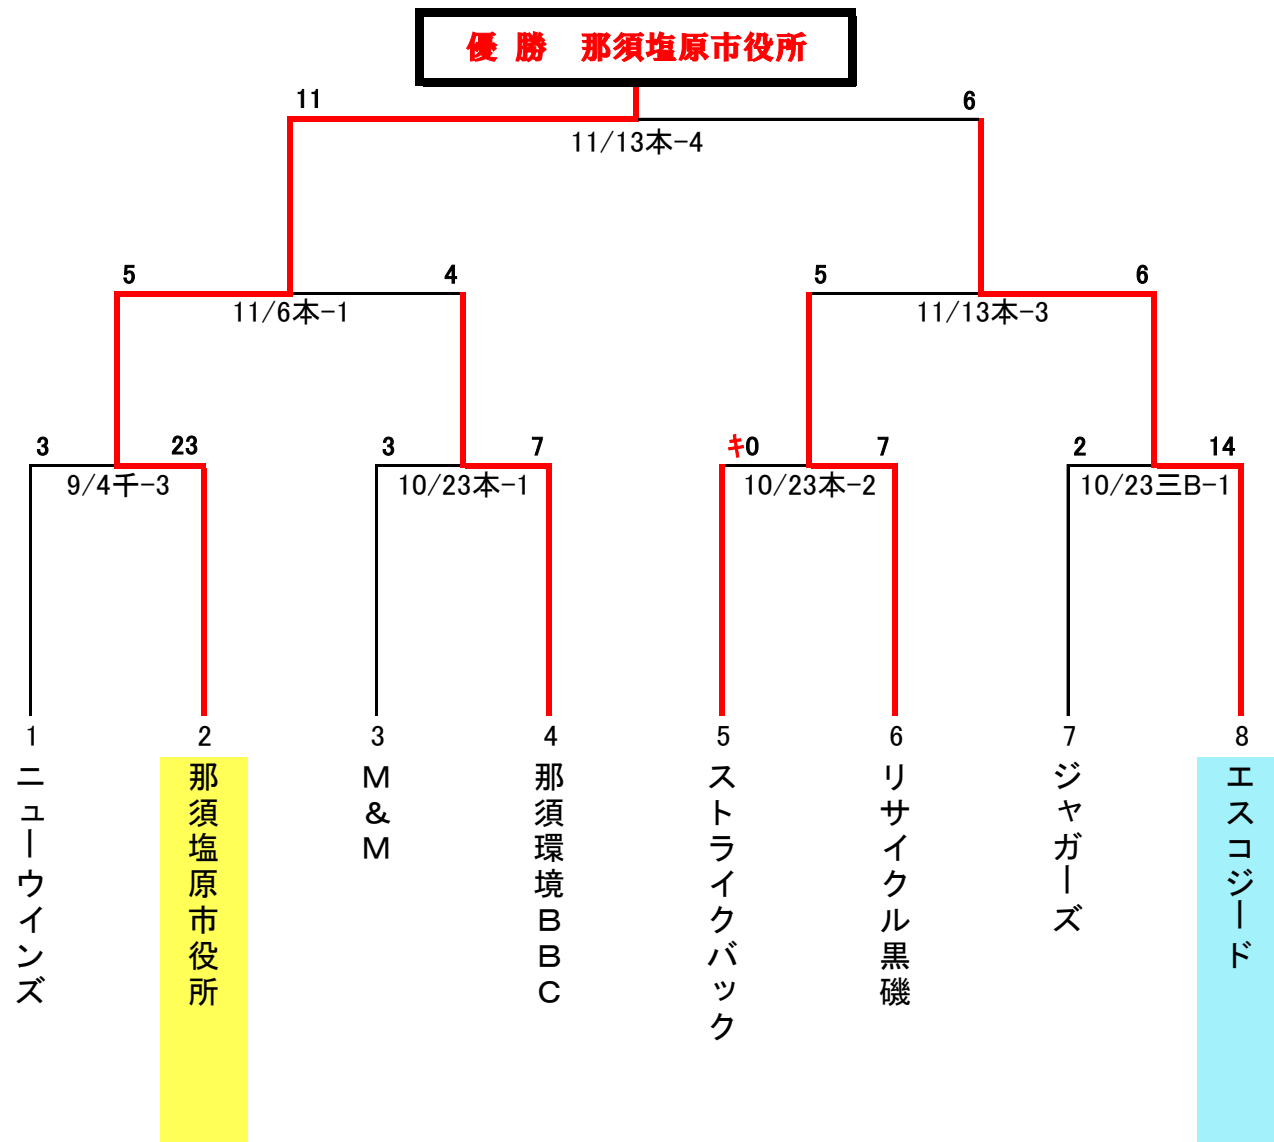 優 勝　那須塩原市役所
11 6
11/13本-4
5 4 5 6
11/6本-1 11/13本-3
3 23 3 7 キ0 7 2 14
9/4千-3 10/23本-1 10/23本-2 10/23三B-1
1 2 3 4 5 6 7 8
ニューウインズ
那須塩原市役所
M&M
那須環境BBC
ストライクバック
リサイクル黒磯
ジャガーズ
エスコジード